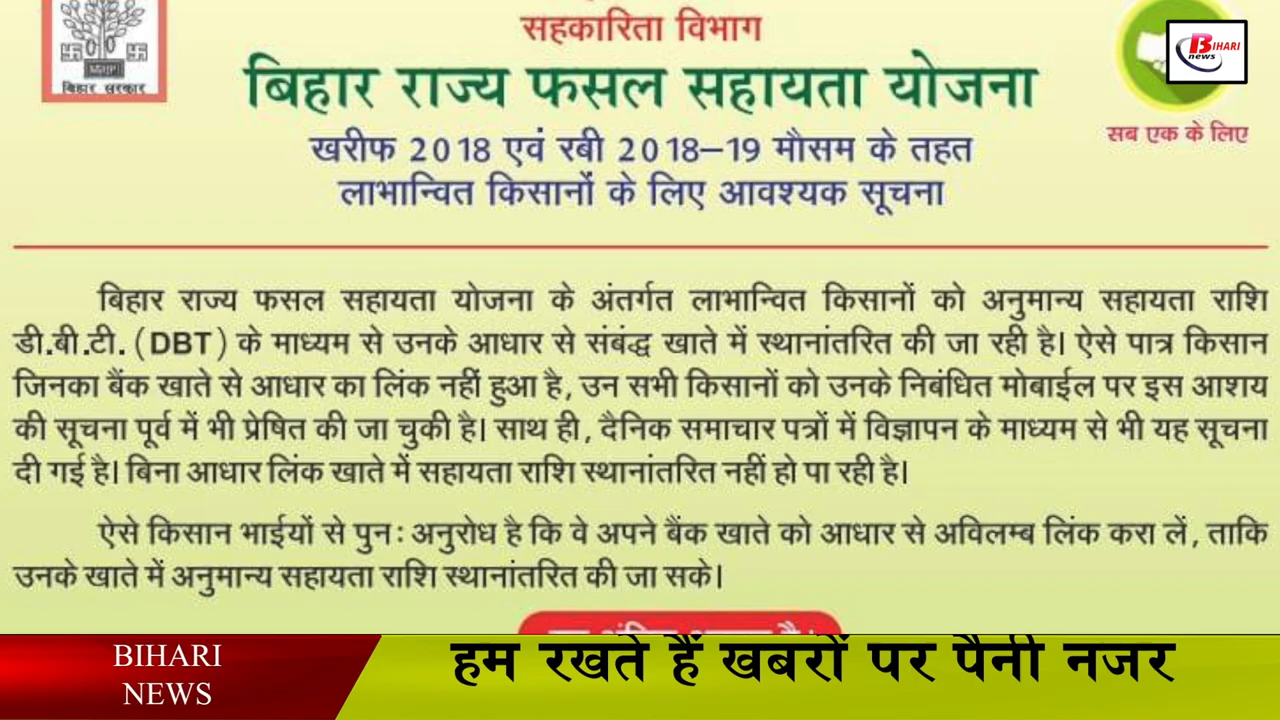 सहकारिता विभाग
बिहार राज्य फसल सहायता योजना
बिहार सरकार
BIHARI
news
सब एक के लिए
खरीफ 2018 एवं रबी 2018–19 मौसम के तहत
लाभान्वित किसानों के लिए आवश्यक सूचना
बिहार राज्य फसल सहायता योजना के अंतर्गत लाभान्वित किसानों को अनुमान्य सहायता राशि
डी.बी.टी. (DBT) के माध्यम से उनके आधार से संबंद्ध खाते में स्थानांतरित की जा रही है। ऐसे पात्र किसान
जिनका बैंक खाते से आधार का लिंक नहीं हुआ है, उन सभी किसानों को उनके निबंधित मोबाईल पर इस आशय
की सूचना पूर्व में भी प्रेषित की जा चुकी है। साथ ही, दैनिक समाचार पत्रों में विज्ञापन के माध्यम से भी यह सूचना
दी गई है। बिना आधार लिंक खाते में सहायता राशि स्थानांतरित नहीं हो पा रही है।
ऐसे किसान भाईयों से पुनः अनुरोध है कि वे अपने बैंक खाते को आधार से अविलम्ब लिंक करा लें, ताकि
उनके खाते में अनुमान्य सहायता राशि स्थानांतरित की जा सके।
BIHARI
NEWS
हम रखते हैं खबरों पर पैनी नजर